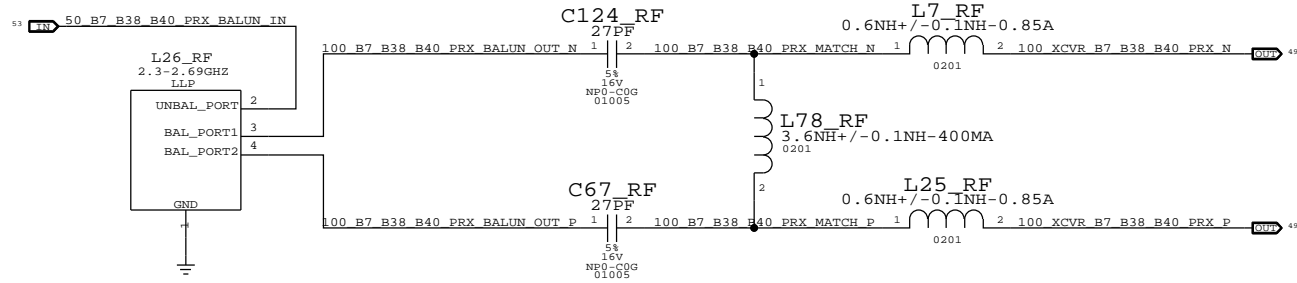 53 IN 50_B7_B38_B40_PRX_BALUN_IN
L26_RF
2.3-2.69GHZ
LLP
UNBAL_PORT 2
BAL_PORT1 3
BAL_PORT2 4
GND
1
C124_RF
27PF
100_B7_B38_B40_PRX_BALUN_OUT_N 1 2 100_B7_B38_B40_PRX_MATCH_N
5%
16V
NP0-C0G
01005
L7_RF
0.6NH+/-0.1NH-0.85A
1 2 100_XCVR_B7_B38_B40_PRX_N OUT 49
0201
1
L78_RF
3.6NH+/-0.1NH-400MA
0201
2
C67_RF
27PF
100_B7_B38_B40_PRX_BALUN_OUT_P 1 2 100_B7_B38_B40_PRX_MATCH_P
5%
16V
NP0-C0G
01005
L25_RF
0.6NH+/-0.1NH-0.85A
1 2 100_XCVR_B7_B38_B40_PRX_P OUT 49
0201